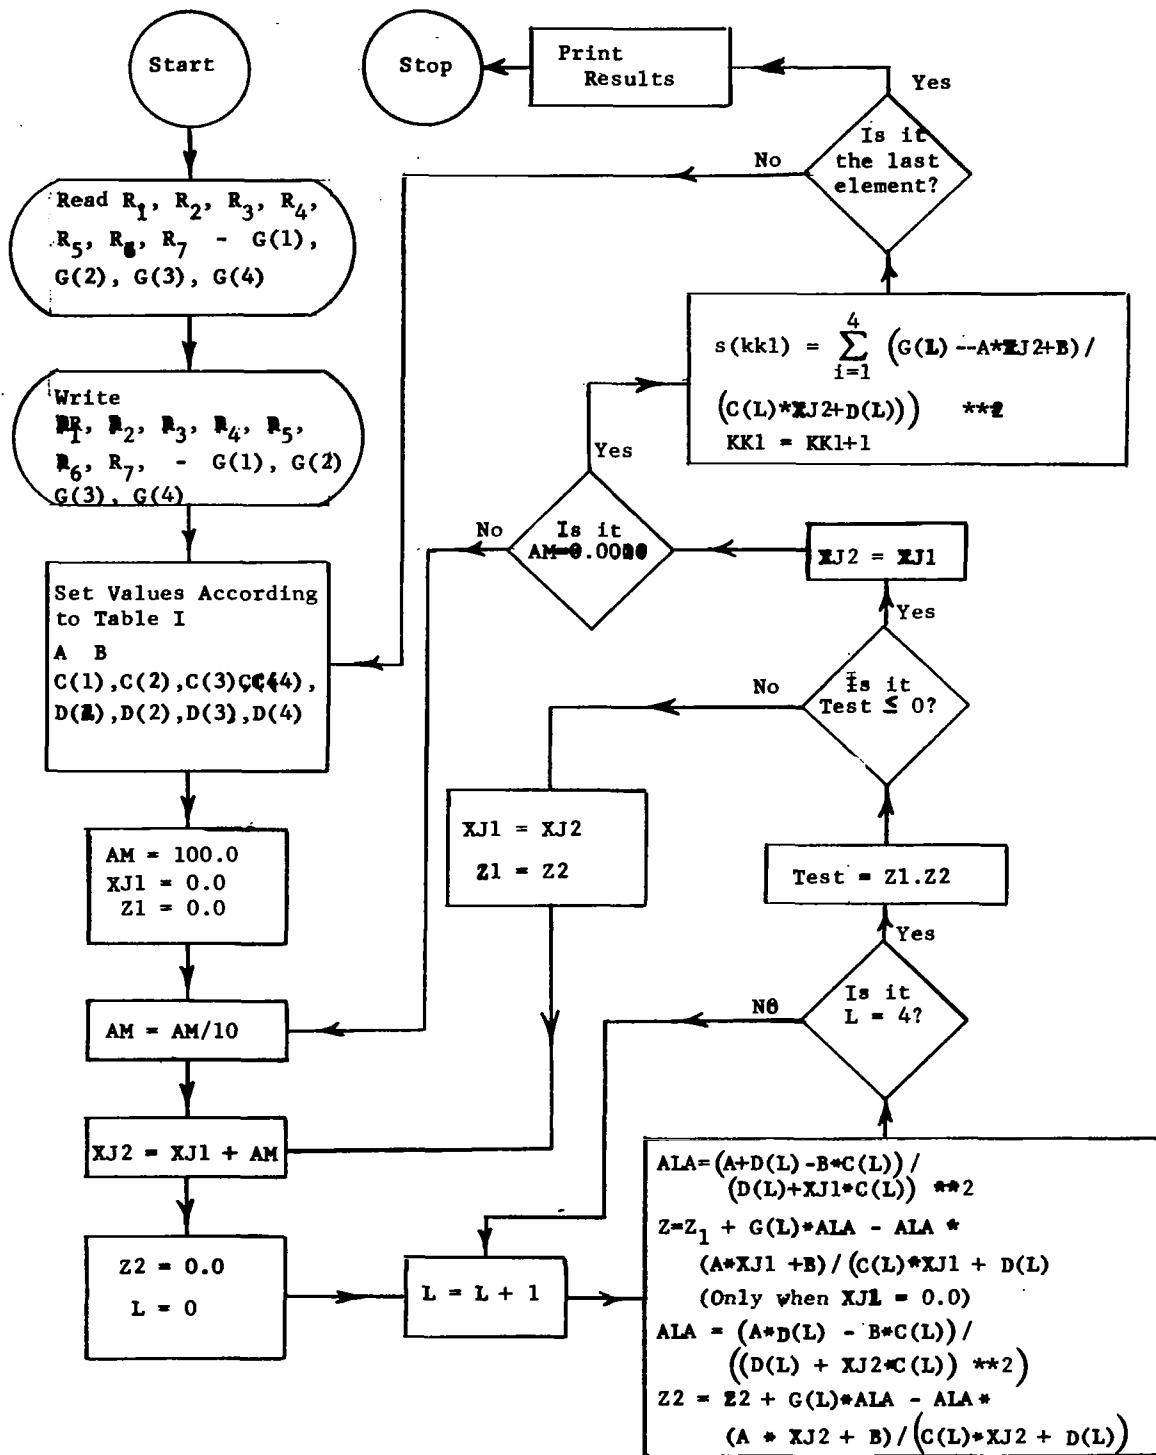 Start
Stop
Print
Results
Yes
Is it
the last
element?
No
Read R1, R2, R3, R4,
R5, R6, R7 - G(1),
G(2), G(3), G(4)
Write
R2, R3, R4, R5,
R6, R7, - G(1), G(2)
G(3), G(4)
s(kk1) = 4∑i=1 (G(L) --A*XJ2+B)/
(C(L)*XJ2+D(L))) **2
KK1 = KK1+1
Yes
No
Is it
XJ2 = XJ1
Yes
Set Values According
to Table I
A B
C(1),C(2),C(3)
D(2),D(3),D(4)
Is it
Test ≤ 0?
No
XJ1 = XJ2
Z1 = Z2
AM = 100.0
XJ1 = 0.0
Z1 = 0.0
Test = Z1.Z2
Yes
Is it
L = 4?
NO
AM = AM/10
XJ2 = XJ1 + AM
Z2 = 0.0
L = 0
L = L + 1
ALA=(A+D(L)-B*C(L))/
(D(L)+XJ1*C(L)) **2
Z=Z1 + G(L)*ALA - ALA *
(A*XJ1 +B)/(C(L)*XJ1 + D(L)
(Only when XJ1 = 0.0)
ALA = (A*D(L) - B*C(L))/
((D(L) + XJ2*C(L)) **2)
Z2 = Z2 + G(L)*ALA - ALA*
(A * XJ2 + B)/(C(L)*XJ2 + D(L))